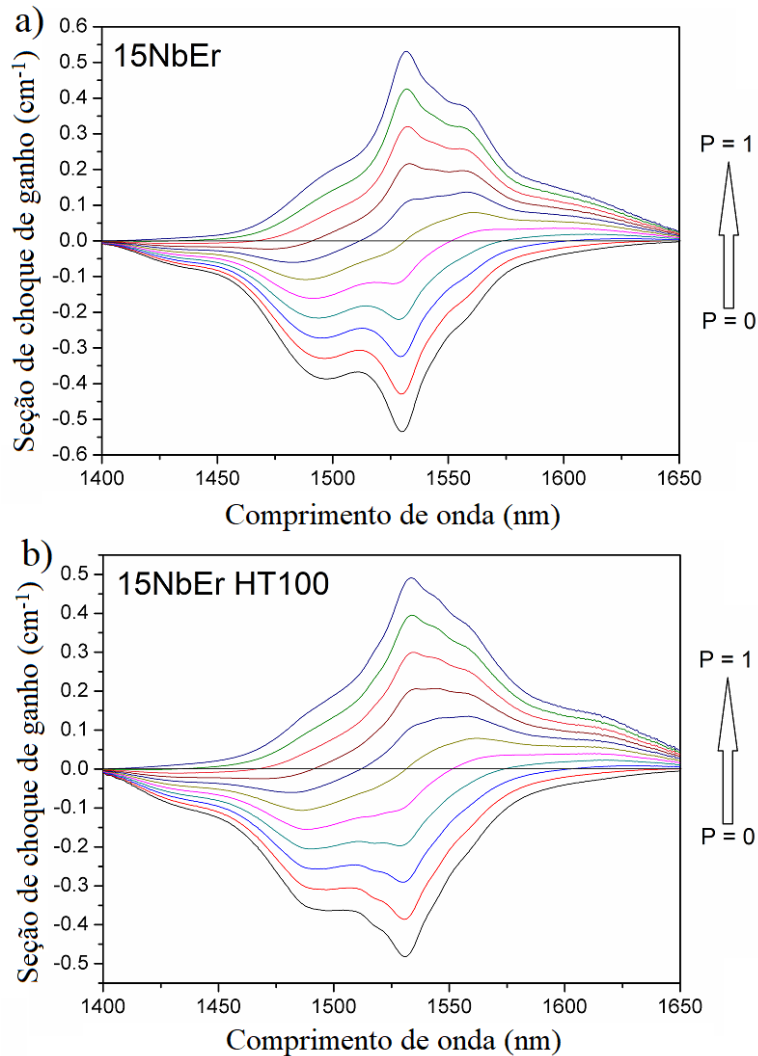 a)
15NbEr
Seção de choque de ganho (cm-1)
0.6
0.5
0.4
0.3
0.2
0.1
0.0
-0.1
-0.2
-0.3
-0.4
-0.5
-0.6
1400 1450 1500 1550 1600 1650
Comprimento de onda (nm)
P = 1
P = 0
b)
15NbEr HT100
Seção de choque de ganho (cm-1)
0.5
0.4
0.3
0.2
0.1
0.0
-0.1
-0.2
-0.3
-0.4
-0.5
1400 1450 1500 1550 1600 1650
Comprimento de onda (nm)
P = 1
P = 0